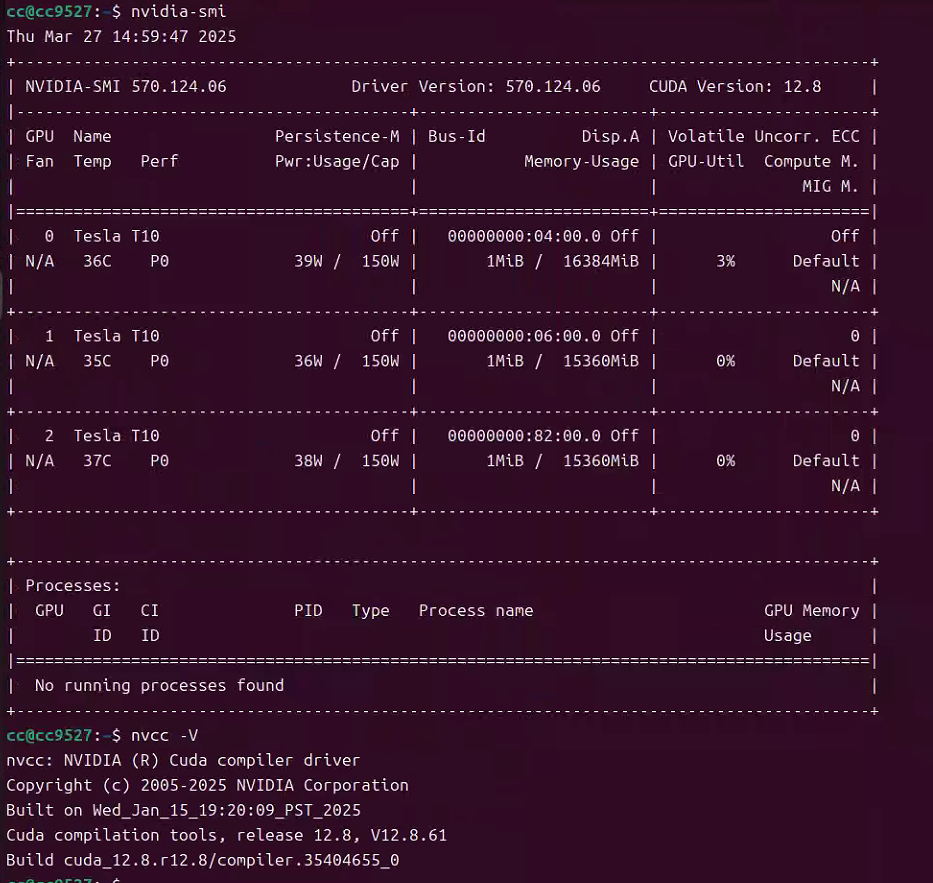 cc@cc9527:~$ nvidia-smi
Thu Mar 27 14:59:47 2025
+-----------------------------------------------------------------------------------------+
| NVIDIA-SMI 570.124.06             Driver Version: 570.124.06     CUDA Version: 12.8     |
|-----------------------------------------+------------------------+----------------------+
| GPU  Name                 Persistence-M | Bus-Id          Disp.A | Volatile Uncorr. ECC |
| Fan  Temp   Perf          Pwr:Usage/Cap |           Memory-Usage | GPU-Util  Compute M. |
|                                         |                        |               MIG M. |
|=========================================+========================+======================|
|   0  Tesla T10                      Off |   00000000:04:00.0 Off |                  Off |
| N/A   36C    P0             39W /  150W |       1MiB /  16384MiB |      3%      Default |
|                                         |                        |                  N/A |
+-----------------------------------------+------------------------+----------------------+
|   1  Tesla T10                      Off |   00000000:06:00.0 Off |                    0 |
| N/A   35C    P0             36W /  150W |       1MiB /  15360MiB |      0%      Default |
|                                         |                        |                  N/A |
+-----------------------------------------+------------------------+----------------------+
|   2  Tesla T10                      Off |   00000000:82:00.0 Off |                    0 |
| N/A   37C    P0             38W /  150W |       1MiB /  15360MiB |      0%      Default |
|                                         |                        |                  N/A |
+-----------------------------------------+------------------------+----------------------+
+-----------------------------------------------------------------------------------------+
| Processes:                                                                              |
|  GPU   GI   CI              PID   Type   Process name                        GPU Memory |
|        ID   ID                                                               Usage      |
|=========================================================================================|
|  No running processes found                                                             |
+-----------------------------------------------------------------------------------------+
cc@cc9527:~$ nvcc -V
nvcc: NVIDIA (R) Cuda compiler driver
Copyright (c) 2005-2025 NVIDIA Corporation
Built on Wed_Jan_15_19:20:09_PST_2025
Cuda compilation tools, release 12.8, V12.8.61
Build cuda_12.8.r12.8/compiler.35404655_0
cc@cc9527:~$